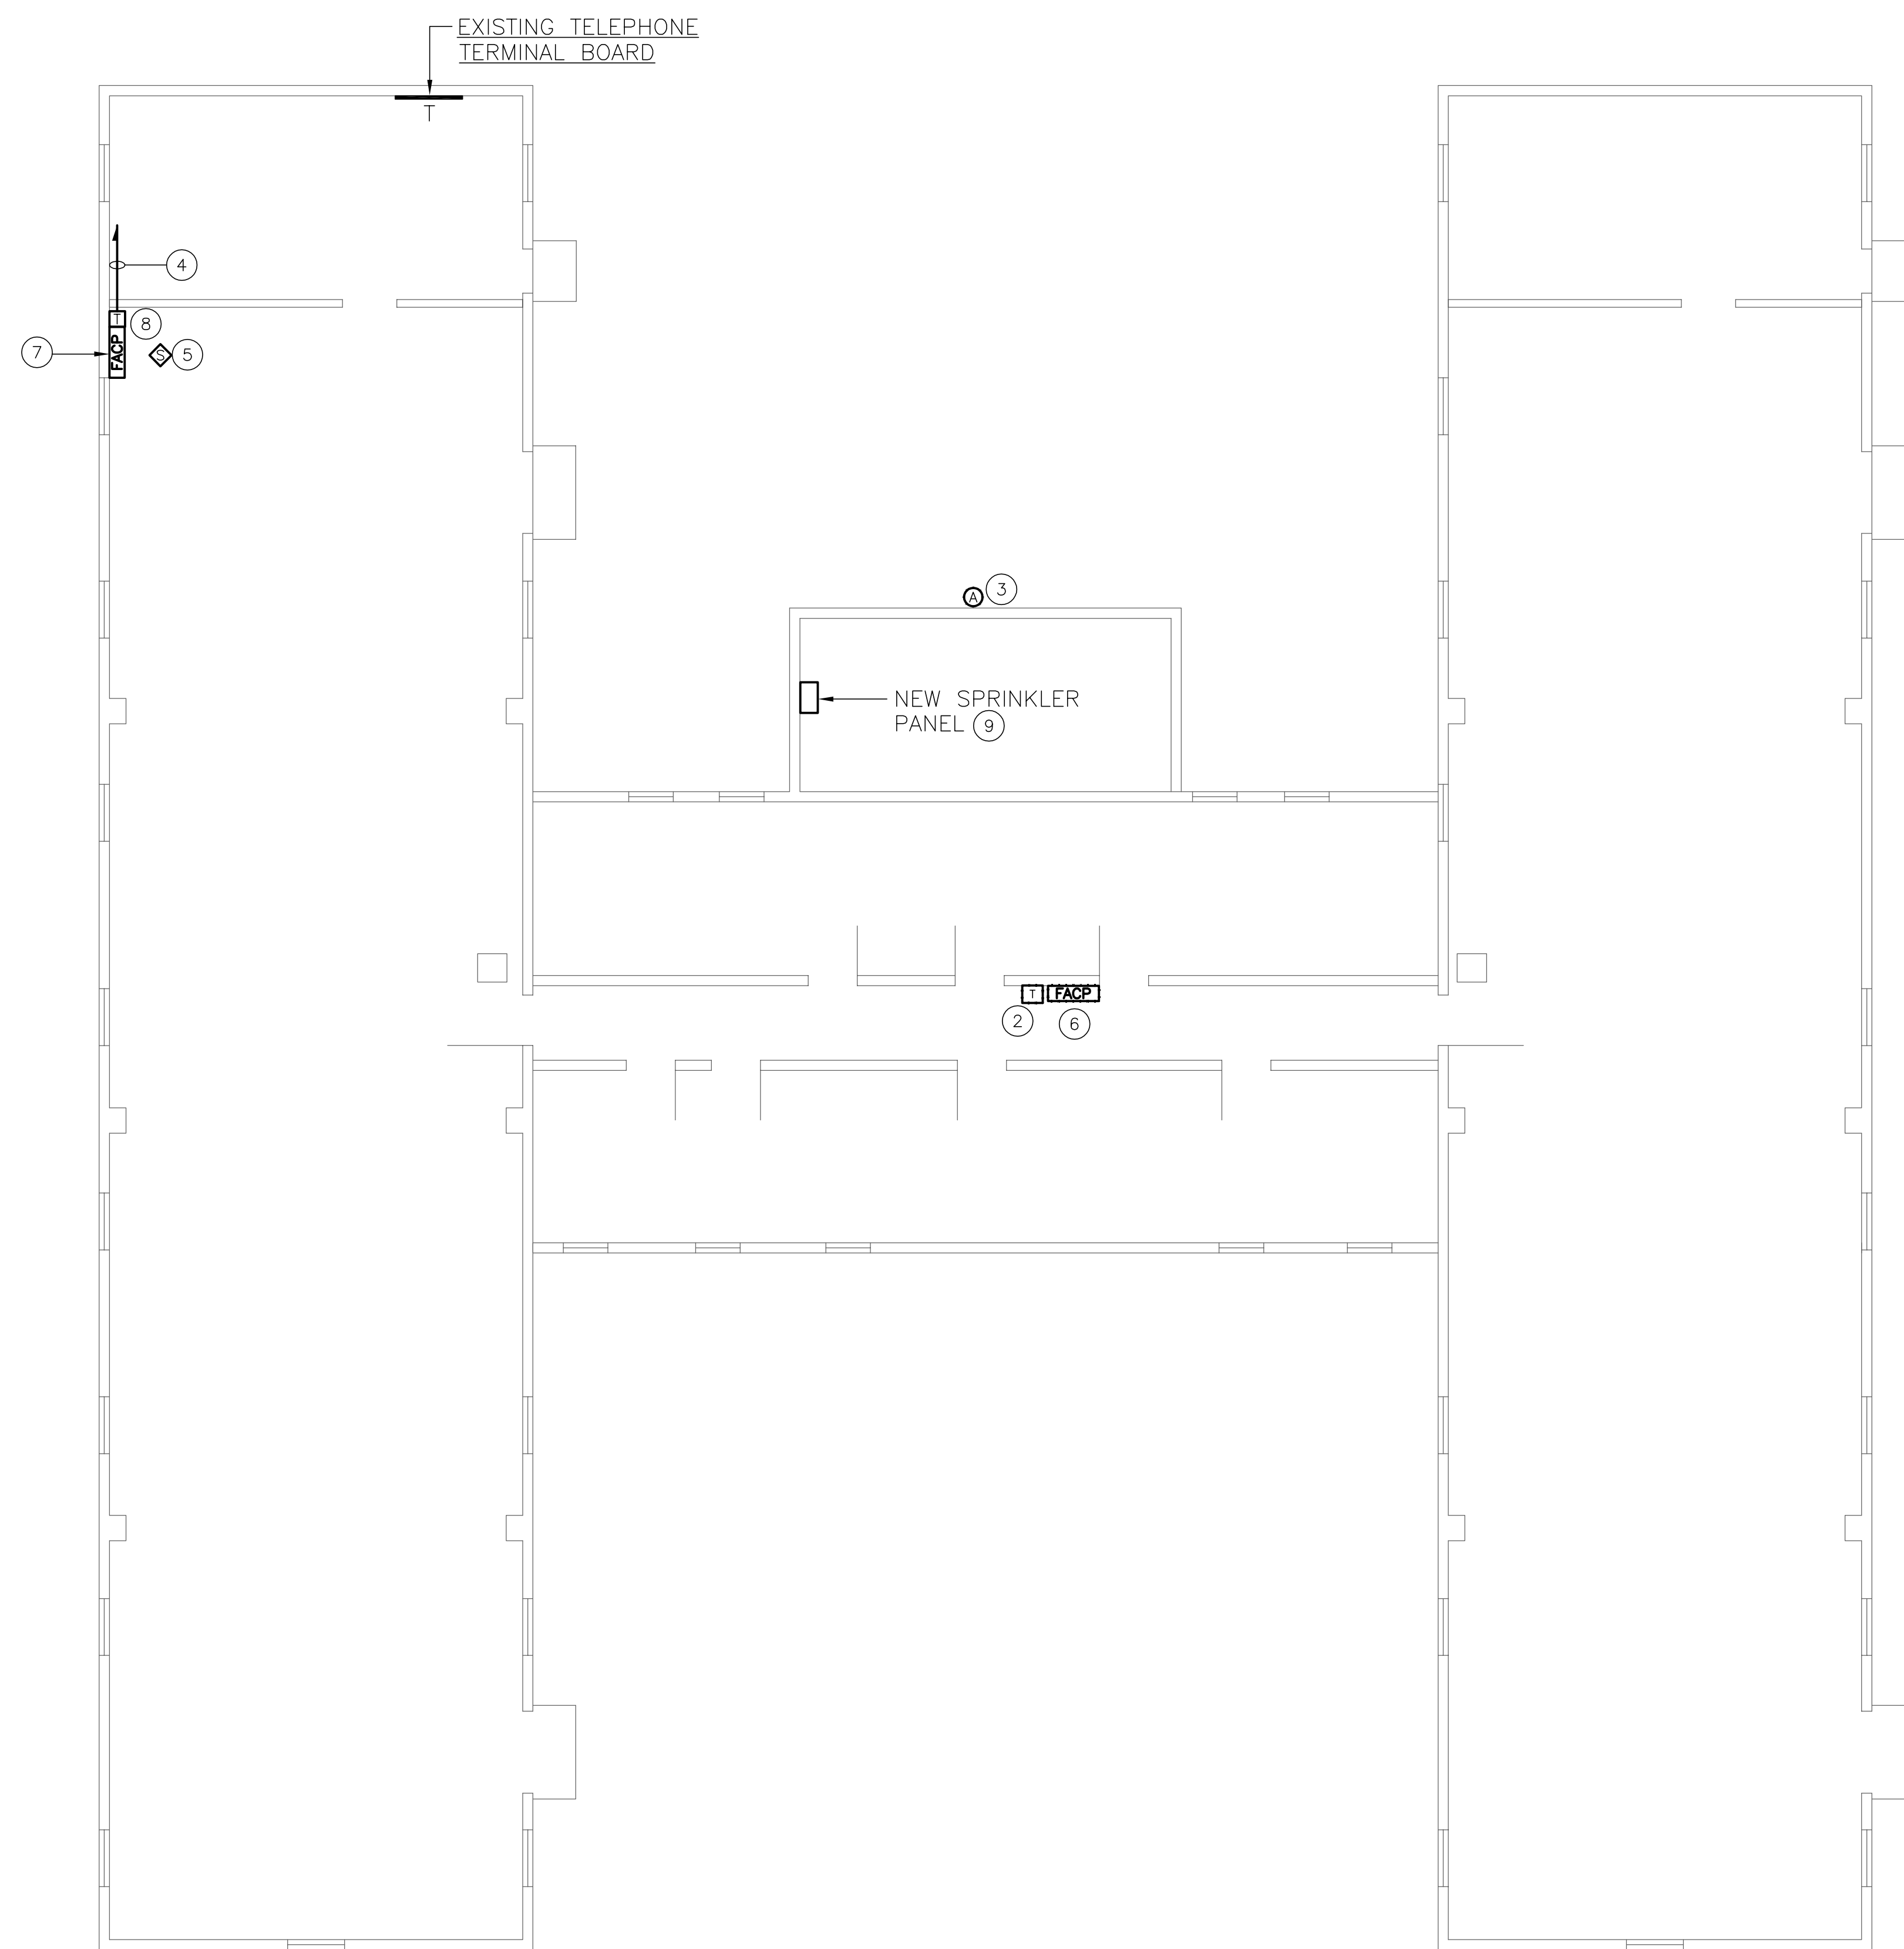 EXISTING TELEPHONE
TERMINAL BOARD
T
4
T
8
7
FACP
S
5
A
3
NEW SPRINKLER
PANEL 9
T
FACP
2
6